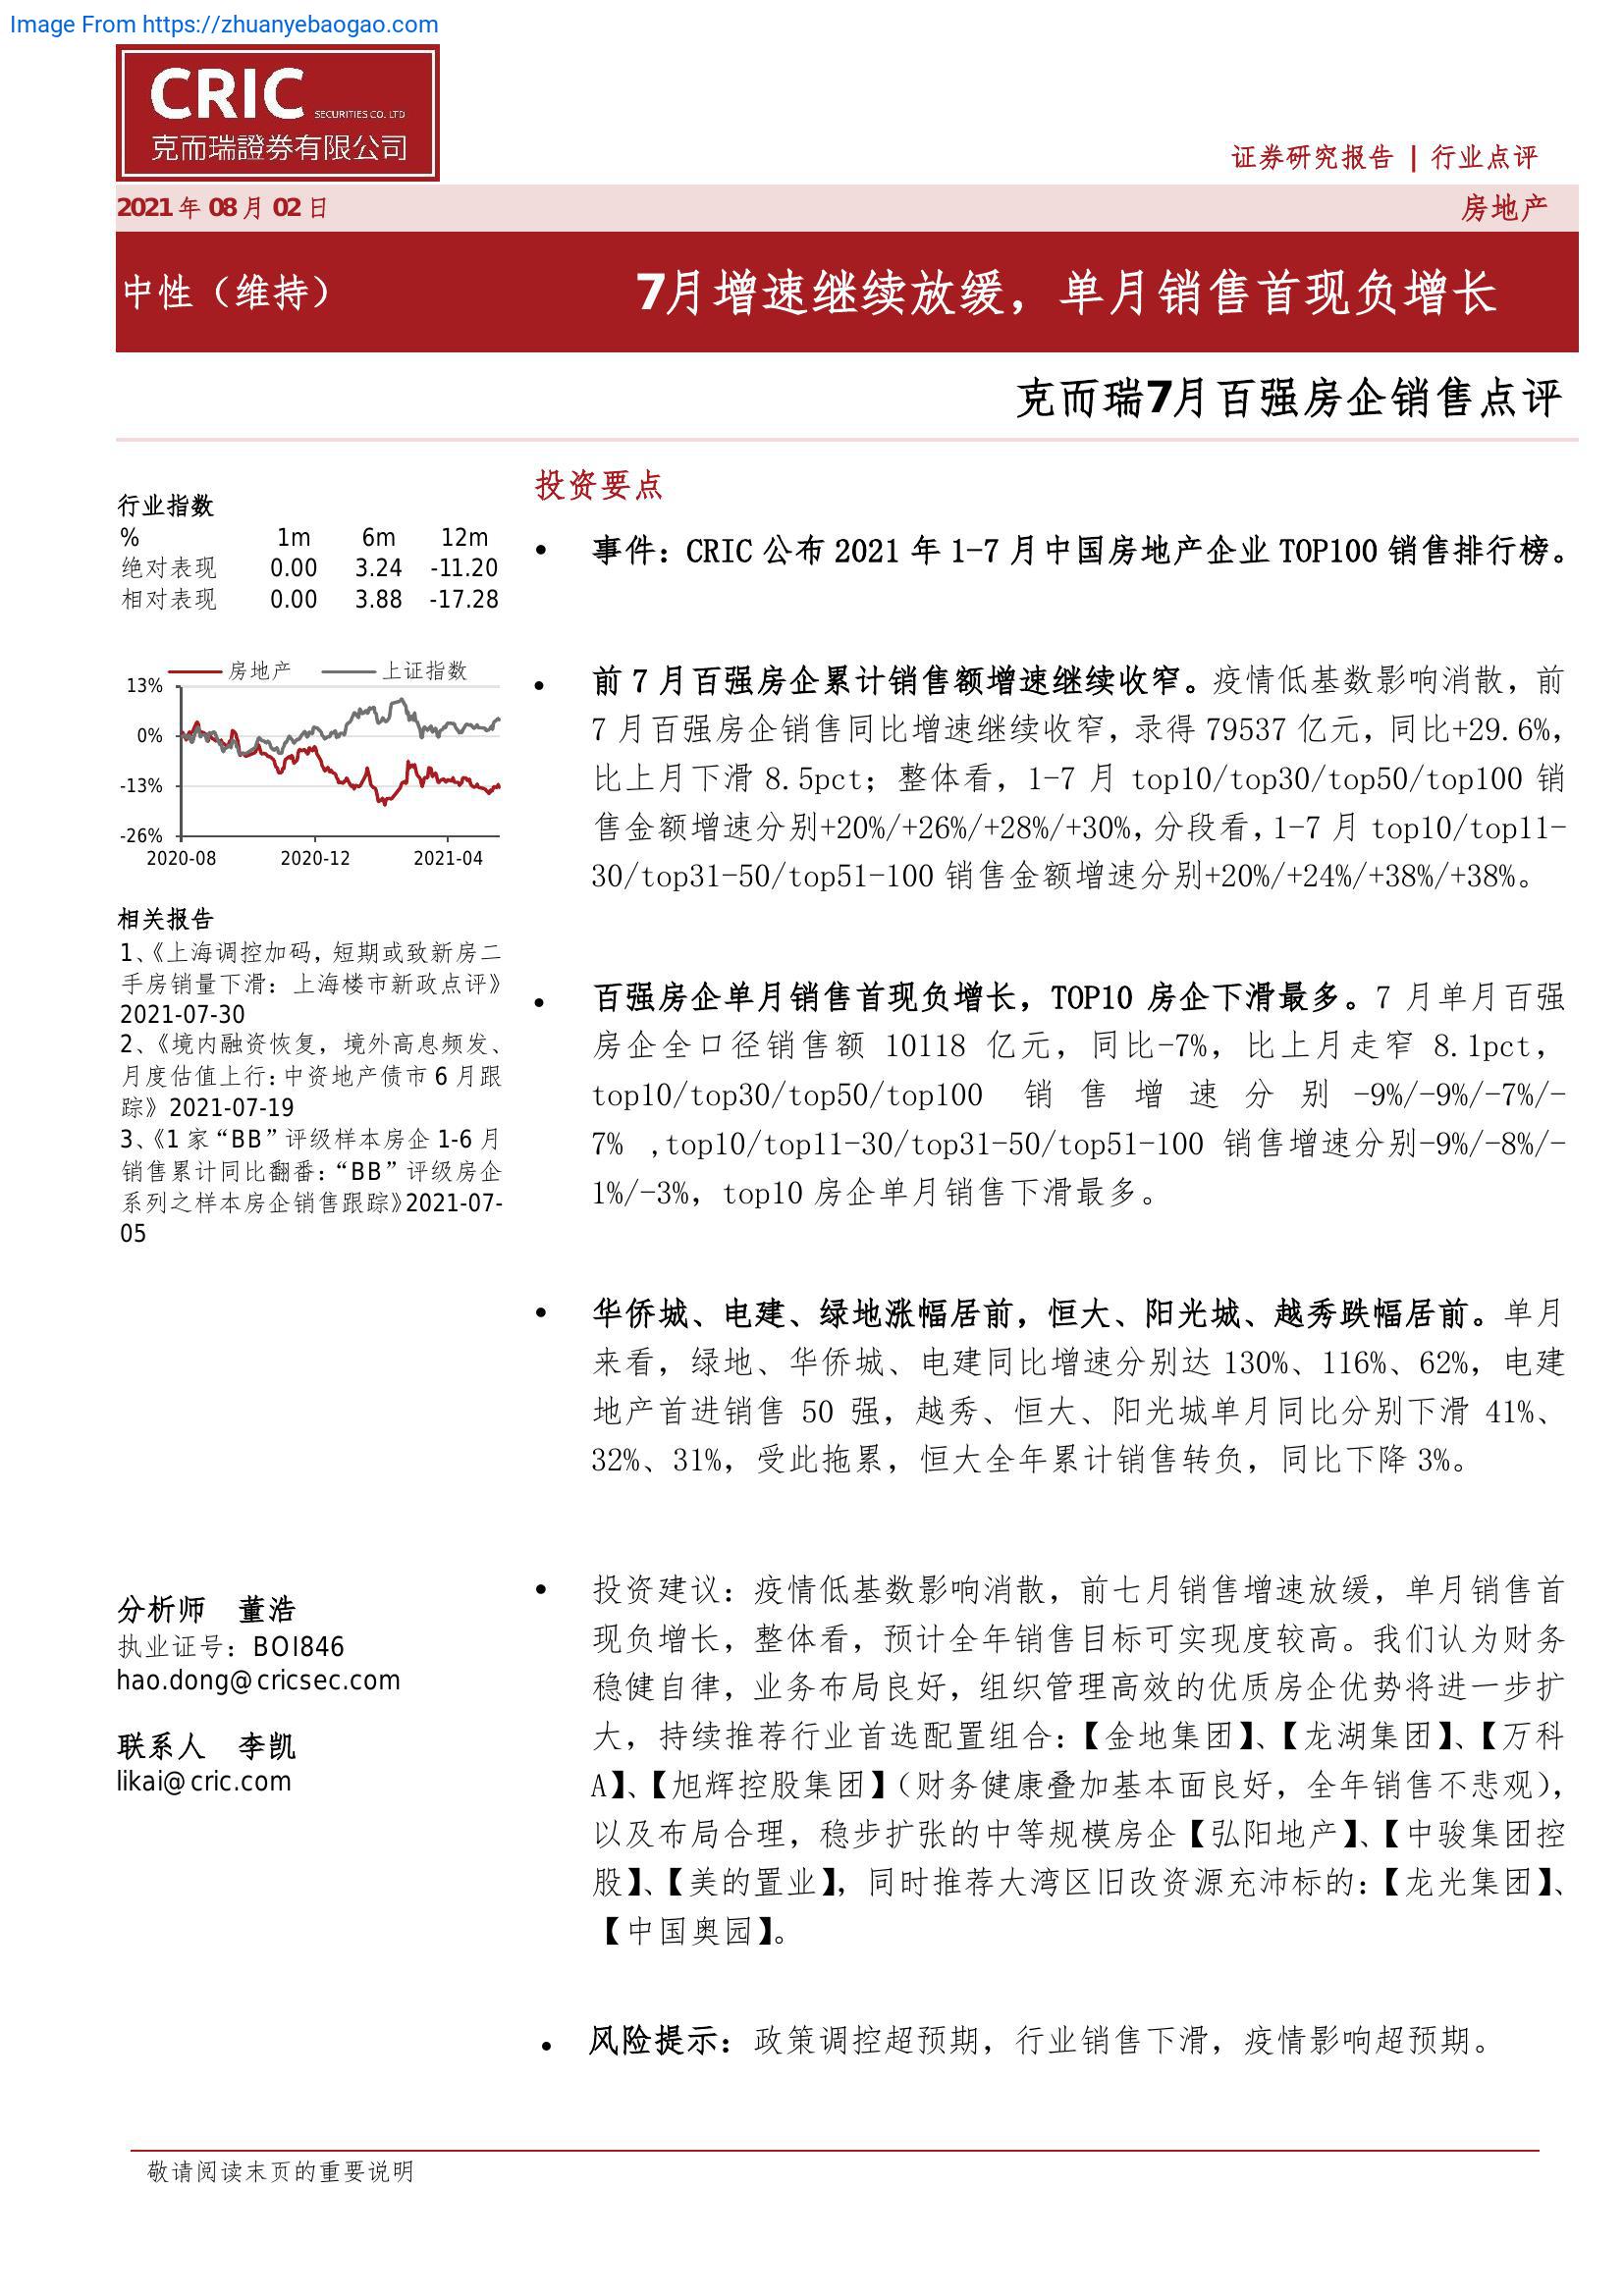 Image From https://zhuanyebaogao.com
CRIC SECURITIES CO. LTD
克而瑞證券有限公司
证券研究报告 | 行业点评
2021 年 08 月 02 日
房地产
中性（维持）
7月增速继续放缓，单月销售首现负增长
克而瑞7月百强房企销售点评
行业指数
% 1m 6m 12m
绝对表现 0.00 3.24 -11.20
相对表现 0.00 3.88 -17.28
房地产 上证指数
13%
0%
-13%
-26%
2020-08 2020-12 2021-04
相关报告
1、《上海调控加码，短期或致新房二
手房销量下滑：上海楼市新政点评》
2021-07-30
2、《境内融资恢复，境外高息频发、
月度估值上行：中资地产债市 6 月跟
踪》2021-07-19
3、《1 家“BB”评级样本房企 1-6 月
销售累计同比翻番：“BB”评级房企
系列之样本房企销售跟踪》2021-07-
05
分析师 董浩
执业证号：BOI846
hao.dong@cricsec.com
联系人 李凯
likai@cric.com
投资要点
• 事件：CRIC 公布 2021 年 1-7 月中国房地产企业 TOP100 销售排行榜。
• 前 7 月百强房企累计销售额增速继续收窄。疫情低基数影响消散，前
7 月百强房企销售同比增速继续收窄，录得 79537 亿元，同比+29.6%，
比上月下滑 8.5pct；整体看，1-7 月 top10/top30/top50/top100 销
售金额增速分别+20%/+26%/+28%/+30%，分段看，1-7 月 top10/top11-
30/top31-50/top51-100 销售金额增速分别+20%/+24%/+38%/+38%。
• 百强房企单月销售首现负增长，TOP10 房企下滑最多。7 月单月百强
房企全口径销售额 10118 亿元，同比-7%，比上月走窄 8.1pct，
top10/top30/top50/top100 销售增速分别-9%/-9%/-7%/-
7% ,top10/top11-30/top31-50/top51-100 销售增速分别-9%/-8%/-
1%/-3%，top10 房企单月销售下滑最多。
• 华侨城、电建、绿地涨幅居前，恒大、阳光城、越秀跌幅居前。单月
来看，绿地、华侨城、电建同比增速分别达 130%、116%、62%，电建
地产首进销售 50 强，越秀、恒大、阳光城单月同比分别下滑 41%、
32%、31%，受此拖累，恒大全年累计销售转负，同比下降 3%。
• 投资建议：疫情低基数影响消散，前七月销售增速放缓，单月销售首
现负增长，整体看，预计全年销售目标可实现度较高。我们认为财务
稳健自律，业务布局良好，组织管理高效的优质房企优势将进一步扩
大，持续推荐行业首选配置组合：【金地集团】、【龙湖集团】、【万科
A】、【旭辉控股集团】（财务健康叠加基本面良好，全年销售不悲观），
以及布局合理，稳步扩张的中等规模房企【弘阳地产】、【中骏集团控
股】、【美的置业】，同时推荐大湾区旧改资源充沛标的：【龙光集团】、
【中国奥园】。
• 风险提示：政策调控超预期，行业销售下滑，疫情影响超预期。
敬请阅读末页的重要说明